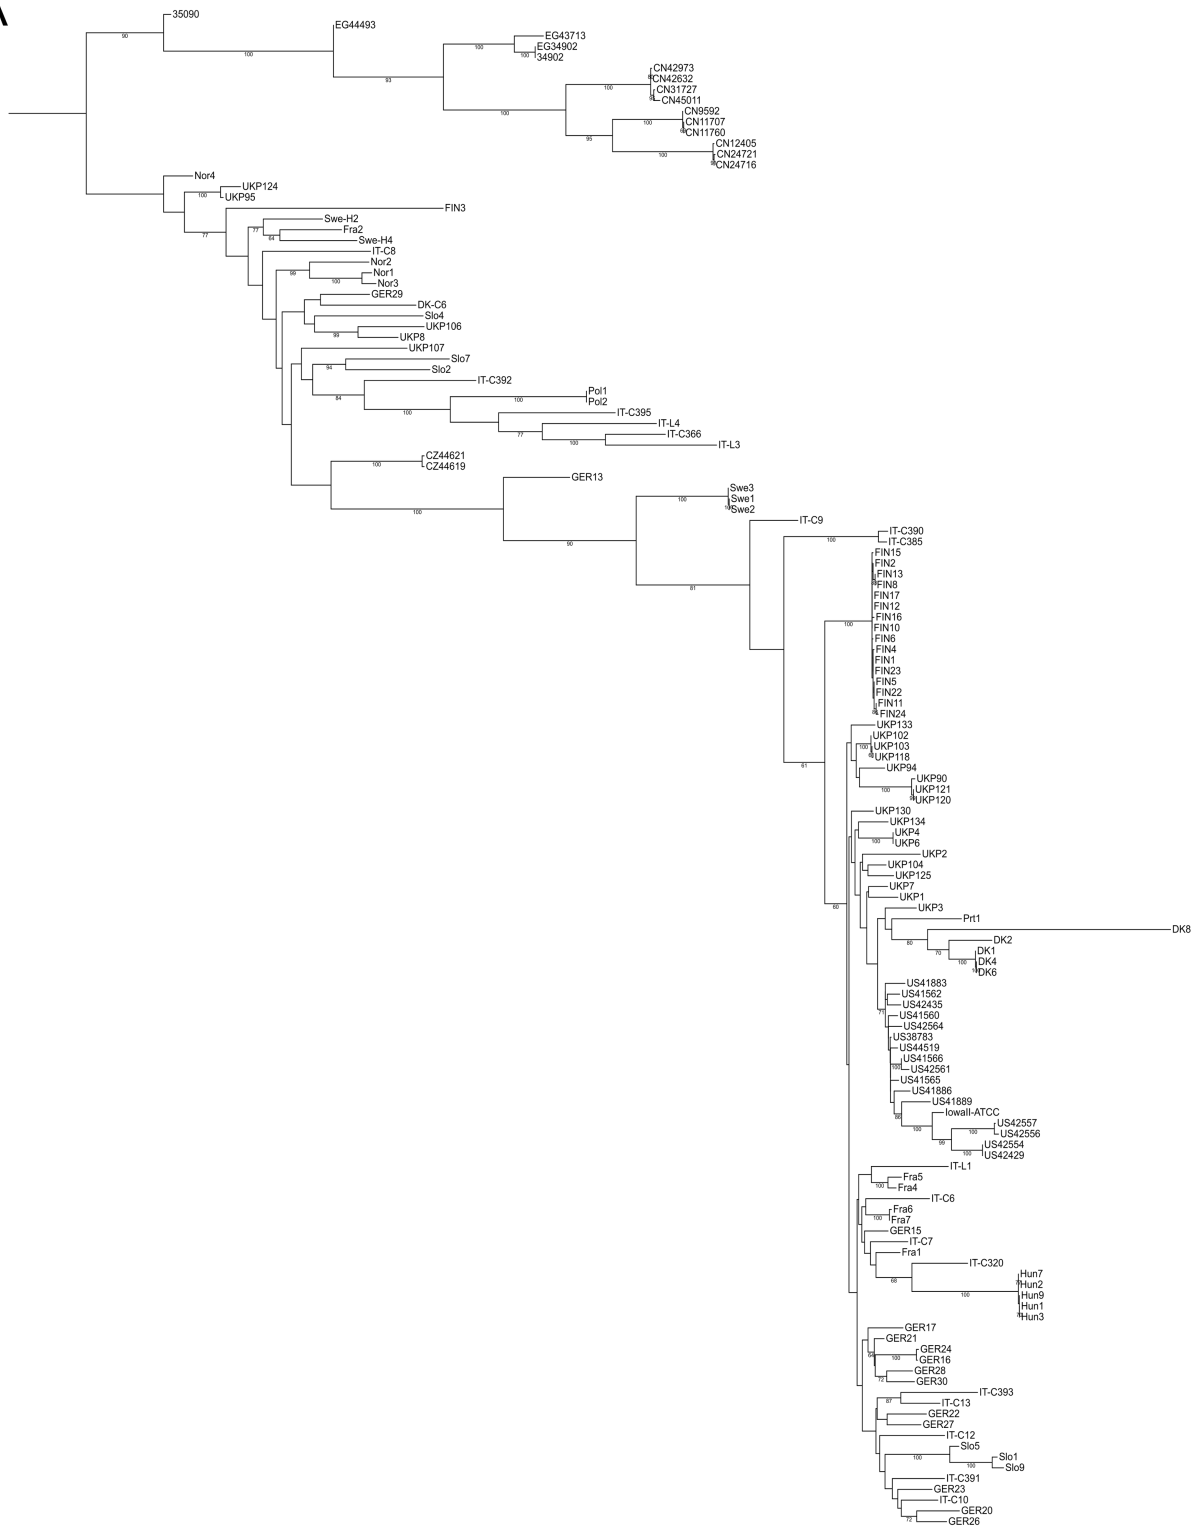 A
35090
90
EG44493
100
EG43713
100
EG34902
100
34902
93
CN42973
CN42632
100
CN31727
CN45011
100
CN9592
100
CN11707
CN11760
95
CN12405
100
CN24721
CN24716
Nor4
UKP124
100
UKP95
FIN3
77
Swe-H2
77
Fra2
64
Swe-H4
IT-C8
Nor2
99
Nor1
100
Nor3
GER29
DK-C6
Slo4
UKP106
99
UKP8
UKP107
Slo7
94
Slo2
IT-C392
84
Pol1
100
Pol2
100
IT-C395
IT-L4
77
IT-C366
100
IT-L3
CZ44621
100
CZ44619
GER13
100
Swe3
100
Swe1
Swe2
90
IT-C9
IT-C390
100
IT-C385
81
FIN15
FIN2
FIN13
FIN8
FIN17
FIN12
FIN16
100
FIN10
FIN6
FIN4
FIN1
FIN23
FIN5
FIN22
FIN11
FIN24
61
UKP133
UKP102
100
UKP103
UKP118
UKP94
UKP90
100
UKP121
UKP120
UKP130
UKP134
UKP4
100
UKP6
UKP2
UKP104
UKP125
UKP7
UKP1
60
UKP3
Prt1
DK8
80
DK2
70
DK1
100
DK4
DK6
US41883
US41562
US42435
71
US41560
US42564
US38783
US44519
US41566
100
US42561
US41565
US41886
US41889
86
IowaII-ATCC
100
US42557
100
US42556
99
US42554
100
US42429
IT-L1
Fra5
100
Fra4
IT-C6
Fra6
100
Fra7
GER15
IT-C7
Fra1
IT-C320
68
Hun7
Hun2
100
Hun9
Hun1
Hun3
GER17
GER21
GER24
100
GER16
GER28
72
GER30
IT-C393
87
IT-C13
GER22
GER27
IT-C12
Slo5
100
Slo1
100
Slo9
IT-C391
GER23
IT-C10
GER20
72
GER26